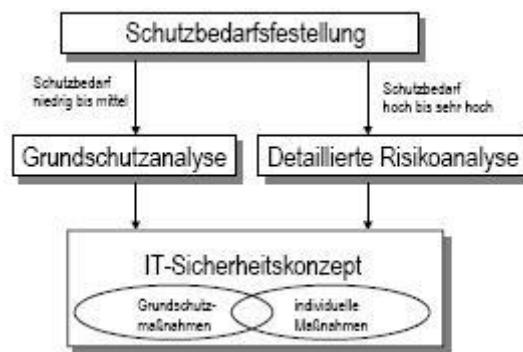 Schutzbedarfsfestellung
Schutzbedarf
niedrig bis mittel
Schutzbedarf
hoch bis sehr hoch
Grundschutzanalyse
Detaillierte Risikoanalyse
IT-Sicherheitskonzept
Grundschutz-
maßnahmen
individuelle
Maßnahmen